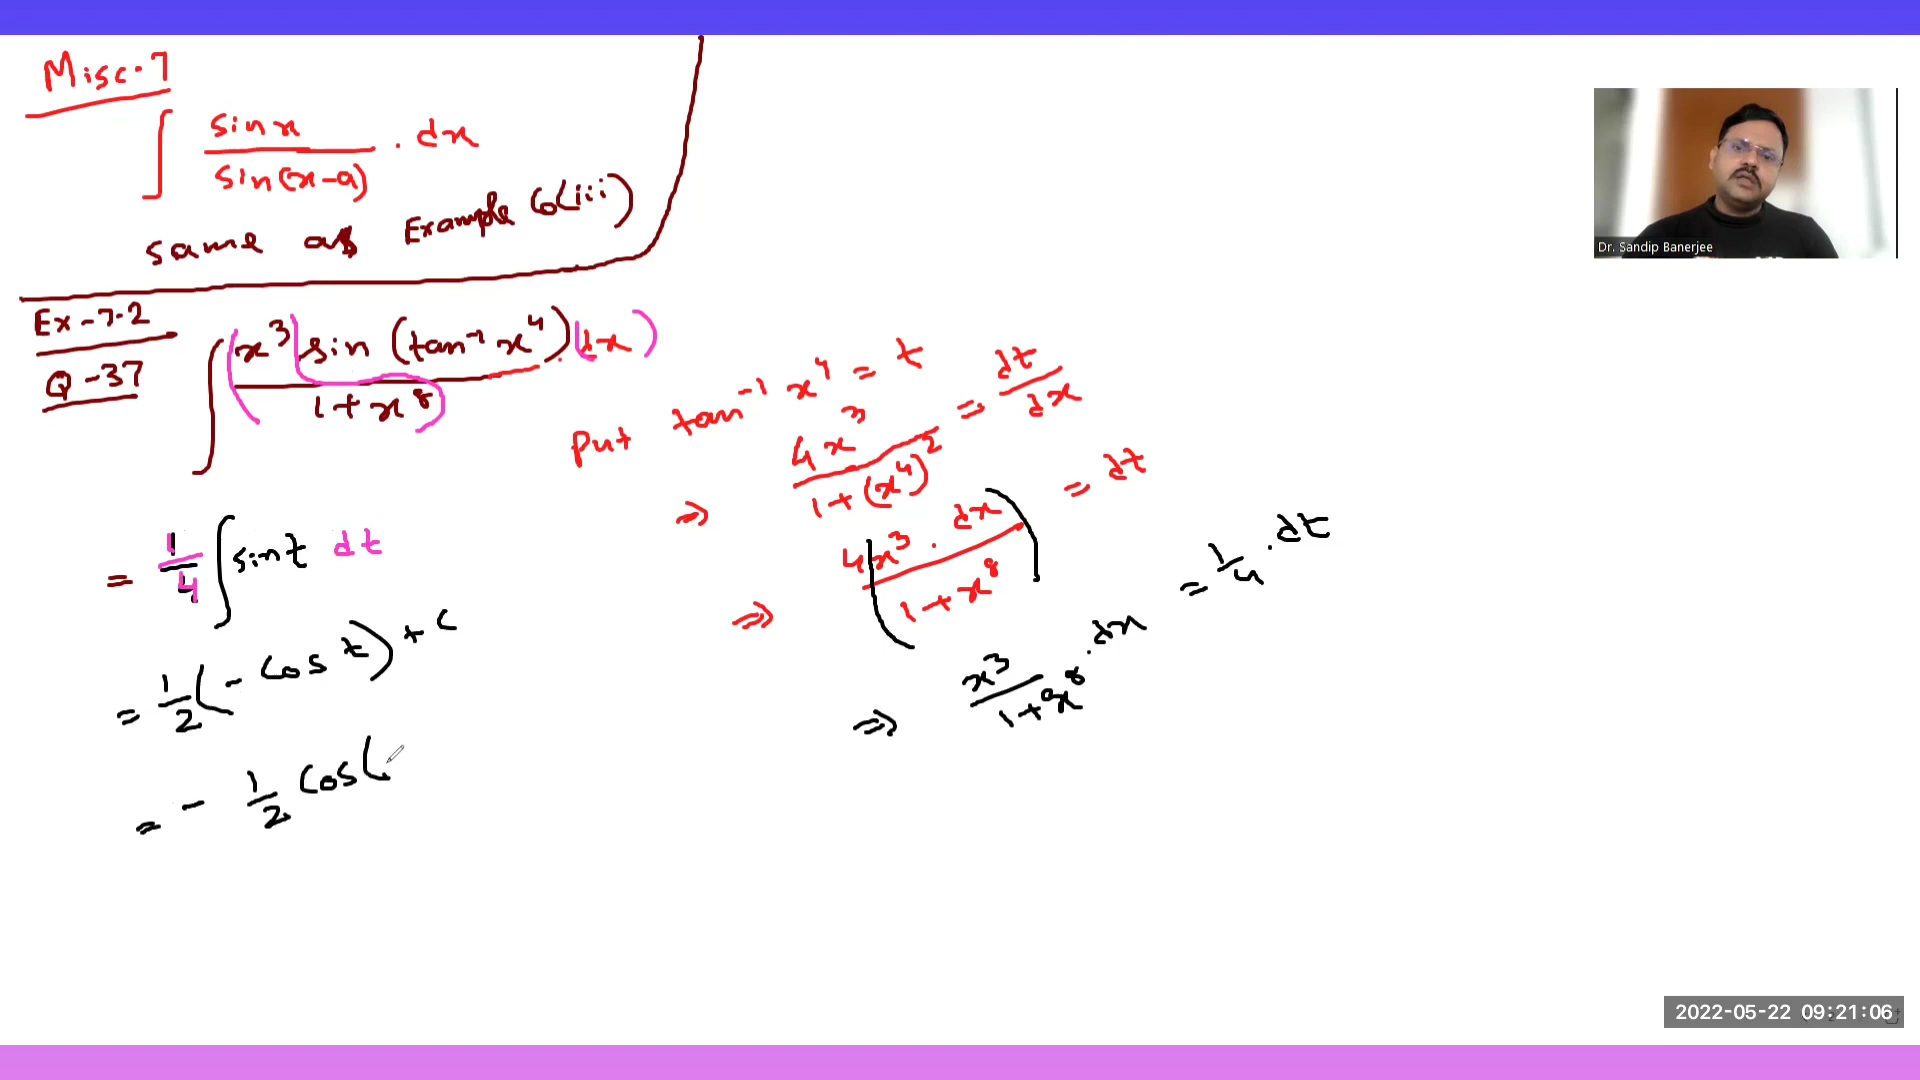 Misc.7
∫ sinx / sin(x-a) . dx
same as Example 6(iii)
Ex-7.2
Q-37
∫ x³ sin (tan⁻¹ x⁴) . dx / 1+x⁸
put tan⁻¹ x⁴ = t
⇒ 4x³ / 1+(x⁴)² = dt/dx
⇒ 4x³ . dx / 1+x⁸ = dt
⇒ x³ / 1+x⁸ . dx = 1/4 . dt
= 1/4 ∫ sint dt
= 1/2 (- cos t) + c
= - 1/2 cos(
Dr. Sandip Banerjee
2022-05-22 09:21:06